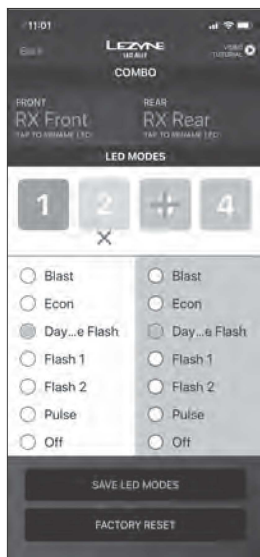 11:01
Back
LEZYNE
LED ALLY
VIDEO
TUTORIAL
COMBO
FRONT
RX Front
TAP TO RENAME LED
REAR
RX Rear
TAP TO RENAME LED
LED MODES
1 2 + 4
X
Blast Blast
Econ Econ
Day...e Flash Day...e Flash
Flash 1 Flash 1
Flash 2 Flash 2
Pulse Pulse
Off Off
SAVE LED MODES
FACTORY RESET